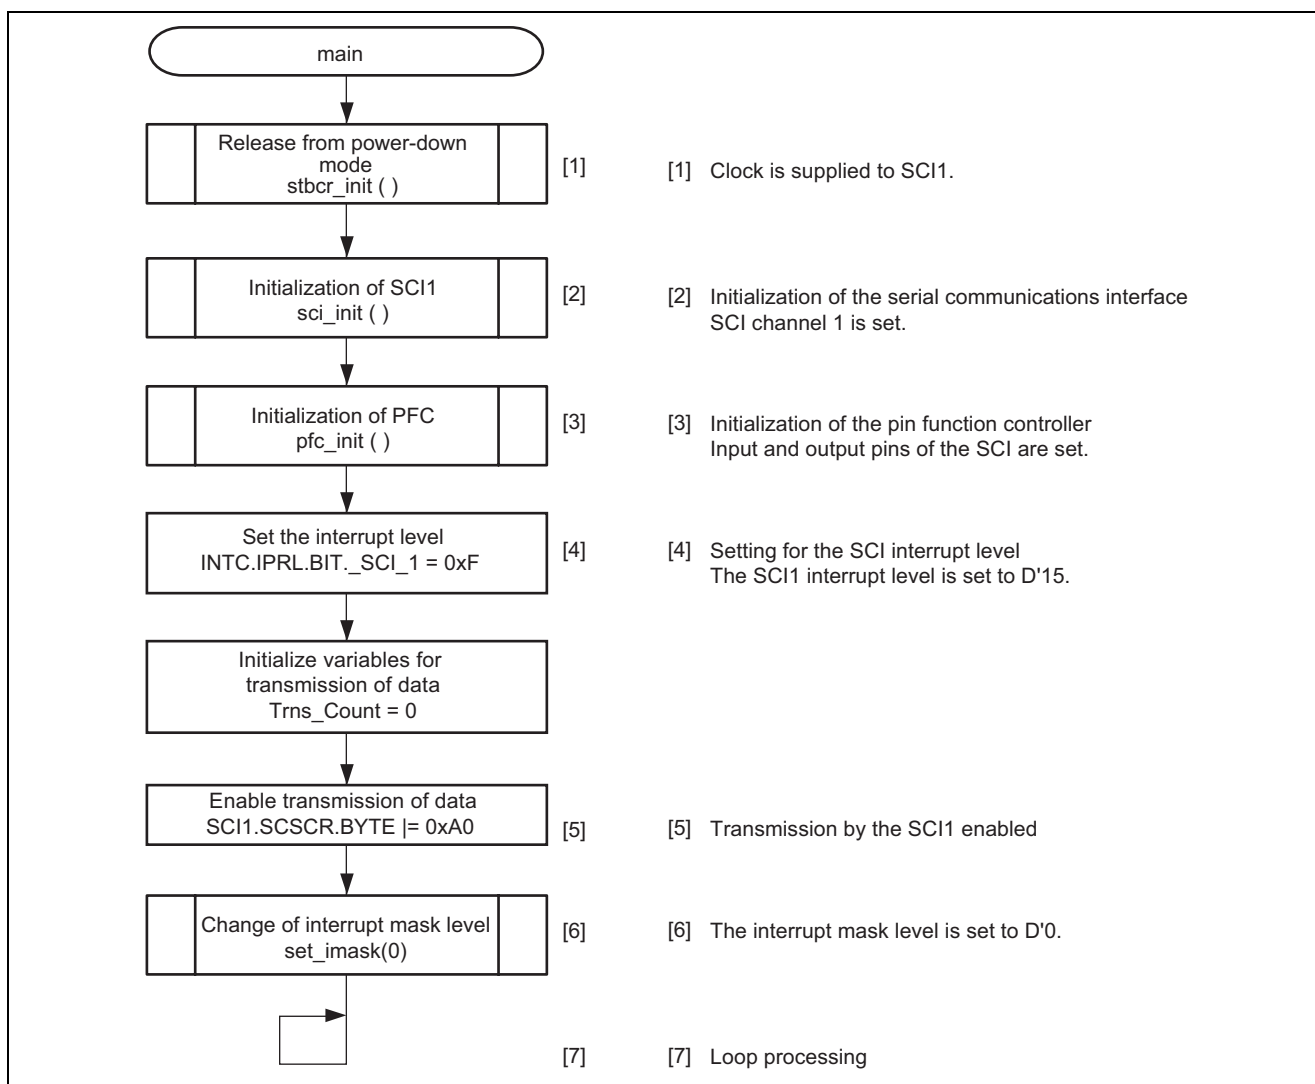 main
Release from power-down
mode
stbcr_init ( )
[1]
[1] Clock is supplied to SCI1.
Initialization of SCI1
sci_init ( )
[2]
[2] Initialization of the serial communications interface
SCI channel 1 is set.
Initialization of PFC
pfc_init ( )
[3]
[3] Initialization of the pin function controller
Input and output pins of the SCI are set.
Set the interrupt level
INTC.IPRL.BIT._SCI_1 = 0xF
[4]
[4] Setting for the SCI interrupt level
The SCI1 interrupt level is set to D'15.
Initialize variables for
transmission of data
Trns_Count = 0
Enable transmission of data
SCI1.SCSCR.BYTE |= 0xA0
[5]
[5] Transmission by the SCI1 enabled
Change of interrupt mask level
set_imask(0)
[6]
[6] The interrupt mask level is set to D'0.
[7]
[7] Loop processing